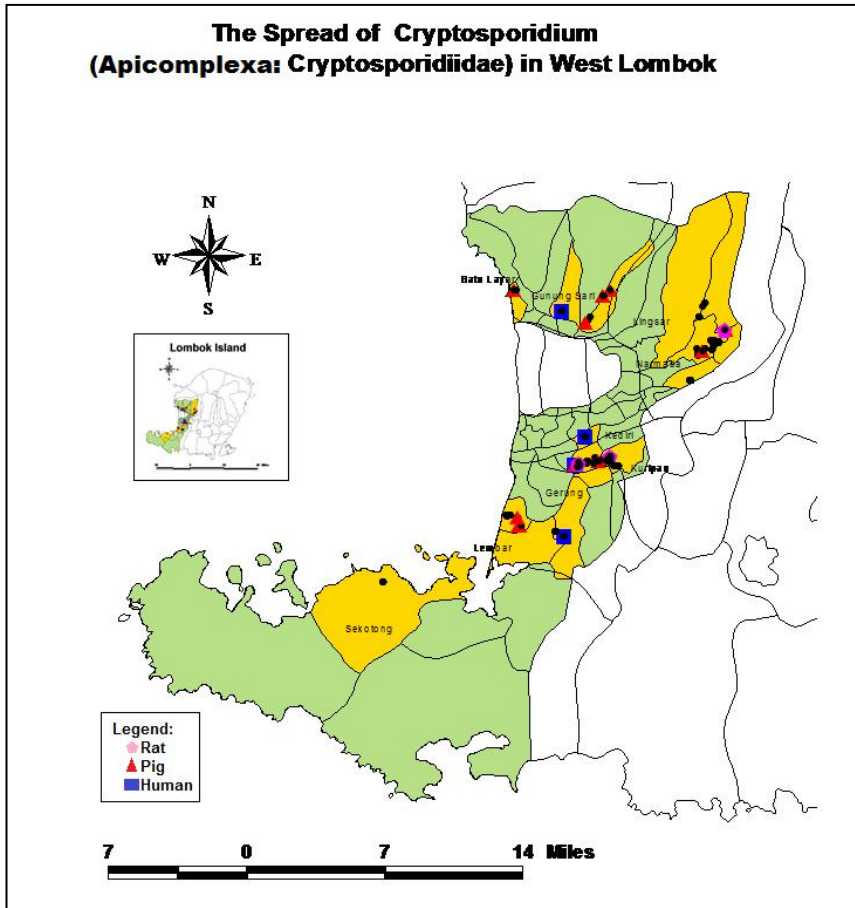 The Spread of Cryptosporidium
(Apicomplexa: Cryptosporidiidae) in West Lombok
N
W E
S
Batu Layar
Gunung Sari
Lingsar
Lombok Island
Narmada
Kediri
Kuripan
Gerung
Lembar
Sekotong
Legend:
Rat
Pig
Human
7 0 7 14 Miles